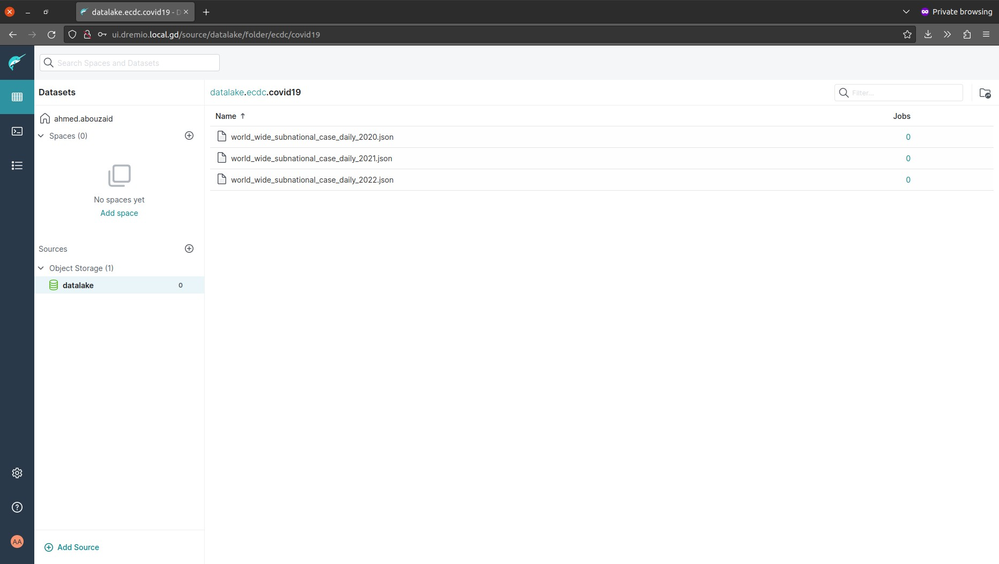 datalake.ecdc.covid19 - D
Private browsing
ui.dremio.local.gd/source/datalake/folder/ecdc/covid19
Search Spaces and Datasets
Datasets
datalake.ecdc.covid19
Filter...
ahmed.abouzaid
Name
Jobs
Spaces (0)
world_wide_subnational_case_daily_2020.json
0
world_wide_subnational_case_daily_2021.json
0
world_wide_subnational_case_daily_2022.json
0
No spaces yet
Add space
Sources
Object Storage (1)
datalake
0
AA
Add Source